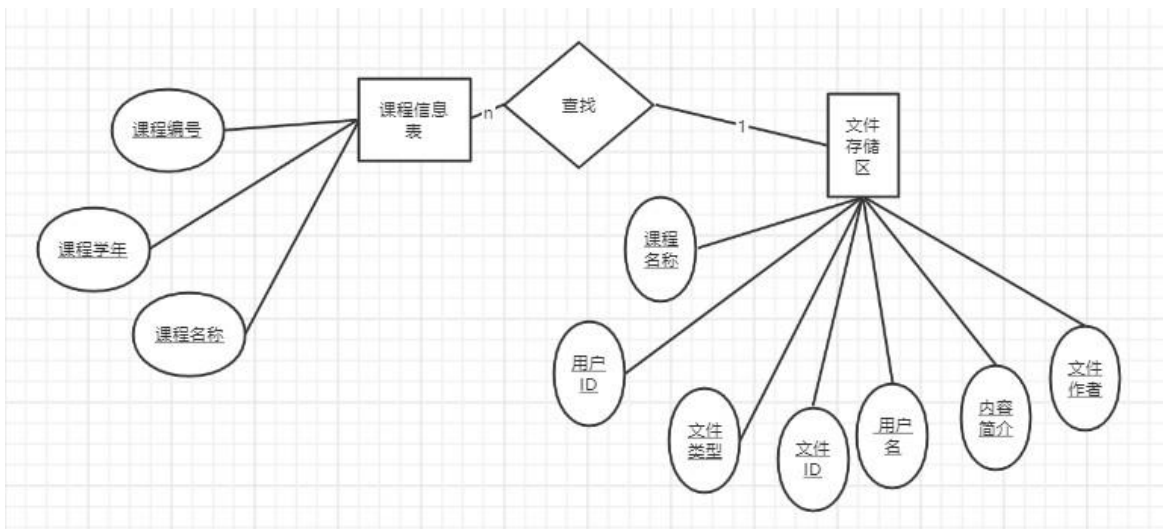 课程编号
课程学年
课程名称
课程信息
表
n
查找
1
文件
存储
区
课程
名称
用户
ID
文件
类型
文件
ID
用户
名
内容
简介
文件
作者